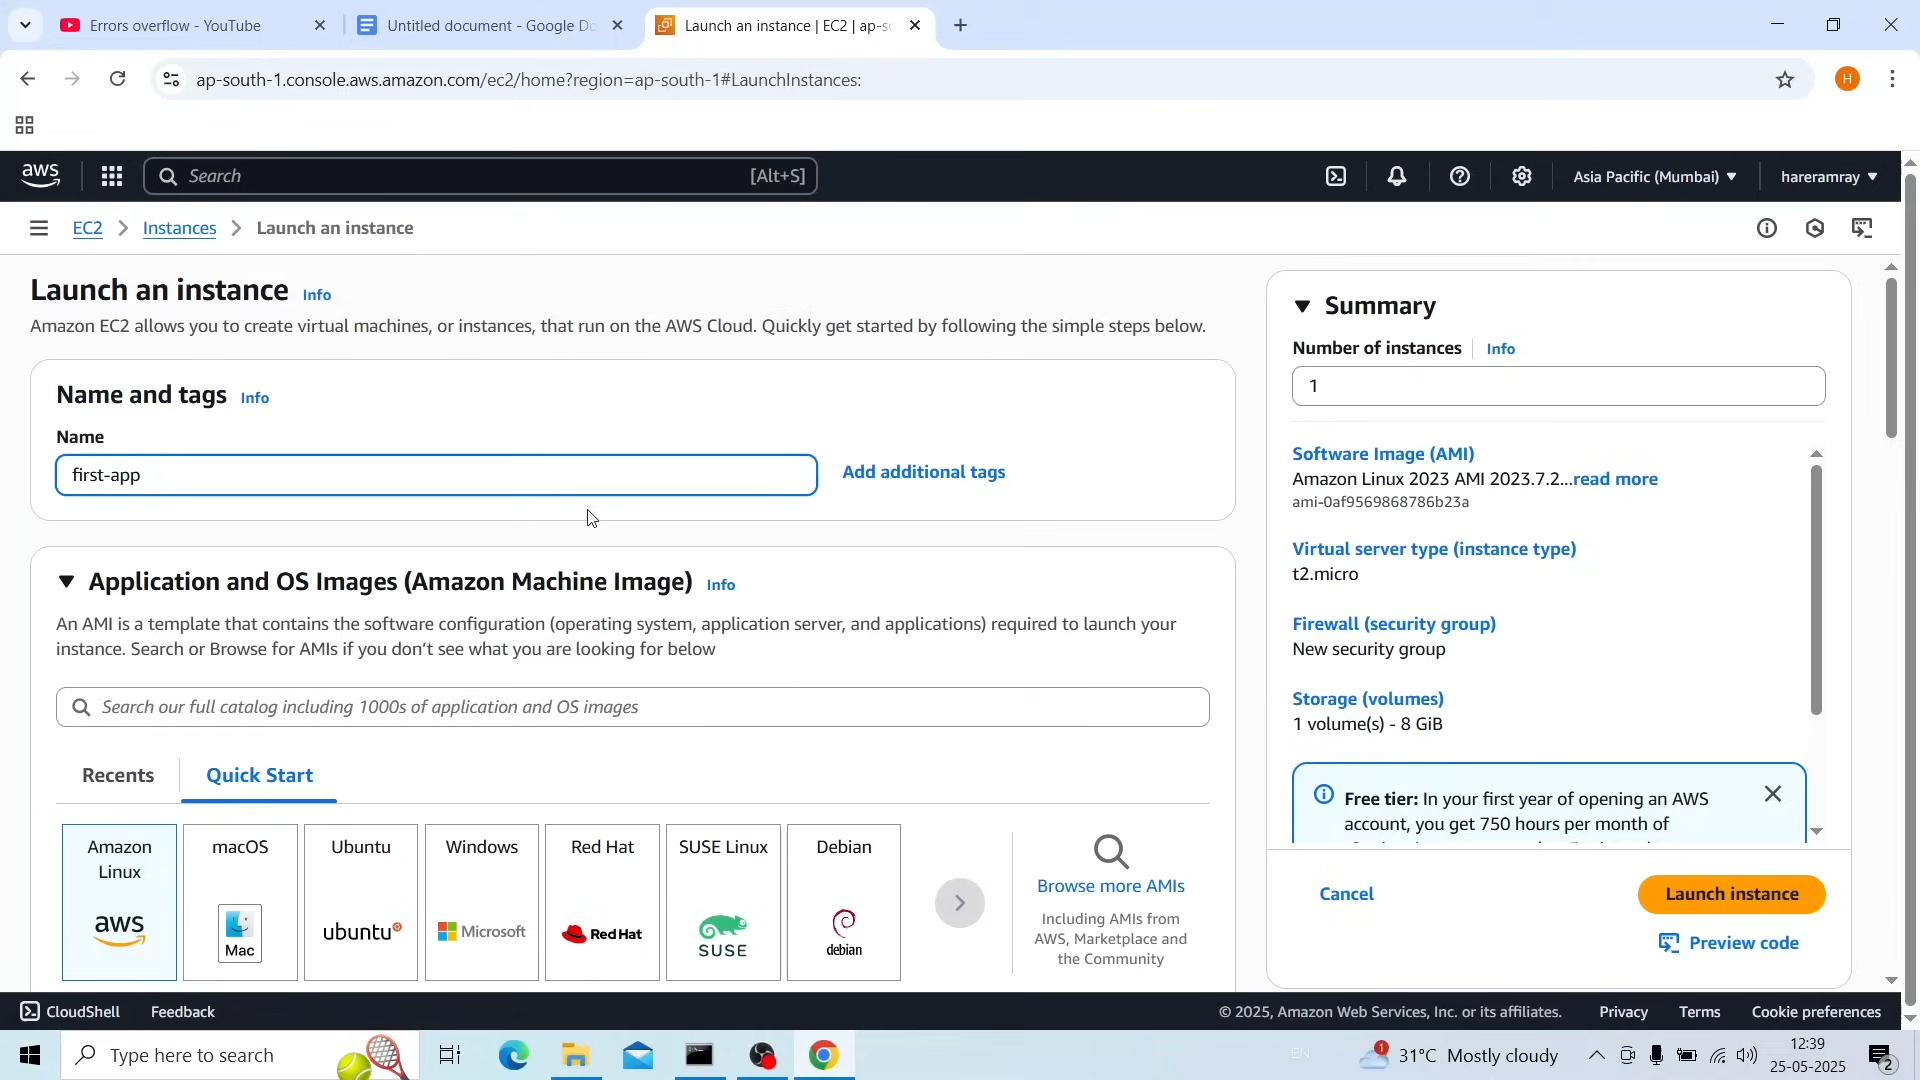 Errors overflow - YouTube
Untitled document - Google Do
Launch an instance | EC2 | ap-so
ap-south-1.console.aws.amazon.com/ec2/home?region=ap-south-1#LaunchInstances:
H
aws
Search
[Alt+S]
Asia Pacific (Mumbai)
hareramray
EC2
Instances
Launch an instance
Launch an instance Info
Amazon EC2 allows you to create virtual machines, or instances, that run on the AWS Cloud. Quickly get started by following the simple steps below.
Name and tags Info
Name
first-app
Add additional tags
Application and OS Images (Amazon Machine Image) Info
An AMI is a template that contains the software configuration (operating system, application server, and applications) required to launch your
instance. Search or Browse for AMIs if you don’t see what you are looking for below
Search our full catalog including 1000s of application and OS images
Recents
Quick Start
Amazon
Linux
aws
macOS
Mac
Ubuntu
ubuntu
Windows
Microsoft
Red Hat
Red Hat
SUSE Linux
SUSE
Debian
debian
Browse more AMIs
Including AMIs from
AWS, Marketplace and
the Community
Summary
Number of instances
Info
1
Software Image (AMI)
Amazon Linux 2023 AMI 2023.7.2...read more
ami-0af9569868786b23a
Virtual server type (instance type)
t2.micro
Firewall (security group)
New security group
Storage (volumes)
1 volume(s) - 8 GiB
Free tier: In your first year of opening an AWS
account, you get 750 hours per month of
Cancel
Launch instance
Preview code
CloudShell
Feedback
© 2025, Amazon Web Services, Inc. or its affiliates.
Privacy
Terms
Cookie preferences
Type here to search
EN
1
31°C Mostly cloudy
12:39
25-05-2025
2